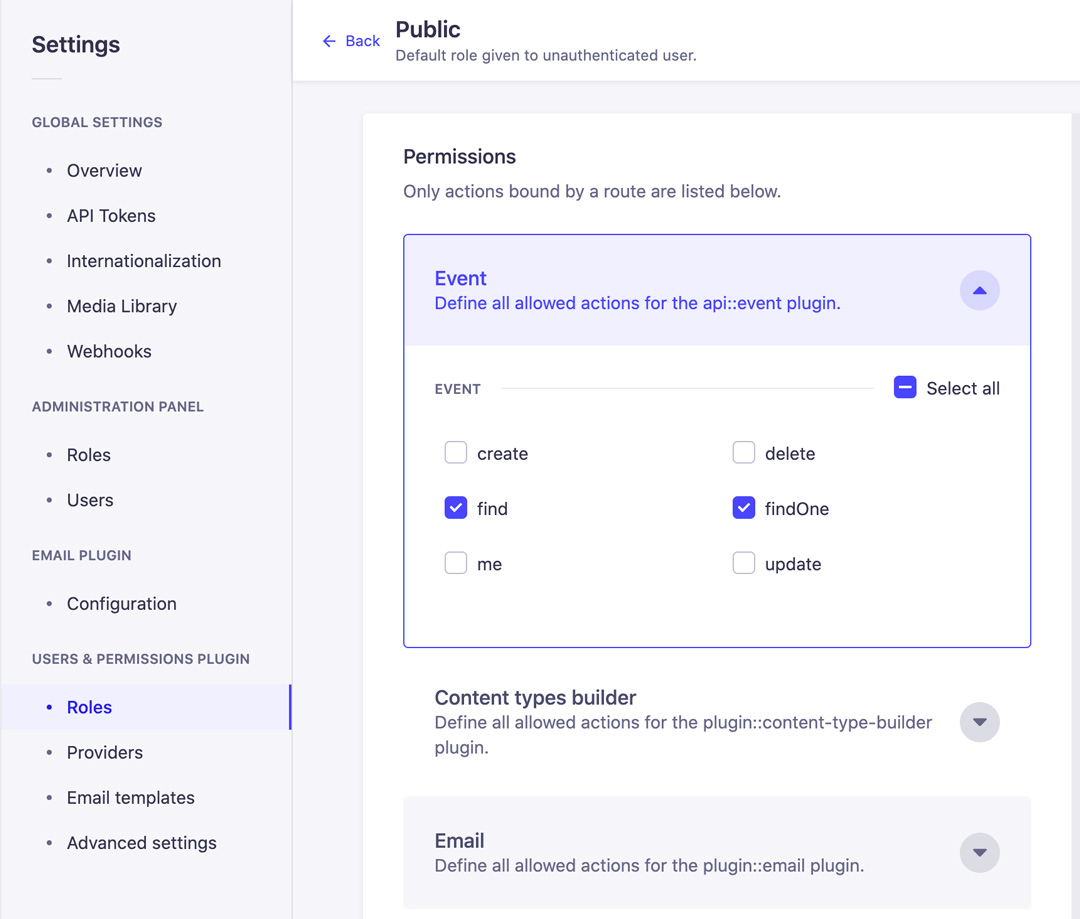 Settings
GLOBAL SETTINGS
Overview
API Tokens
Internationalization
Media Library
Webhooks
ADMINISTRATION PANEL
Roles
Users
EMAIL PLUGIN
Configuration
USERS & PERMISSIONS PLUGIN
Roles
Providers
Email templates
Advanced settings
Back
Public
Default role given to unauthenticated user.
Permissions
Only actions bound by a route are listed below.
Event
Define all allowed actions for the api::event plugin.
EVENT
Select all
create
delete
find
findOne
me
update
Content types builder
Define all allowed actions for the plugin::content-type-builder
plugin.
Email
Define all allowed actions for the plugin::email plugin.